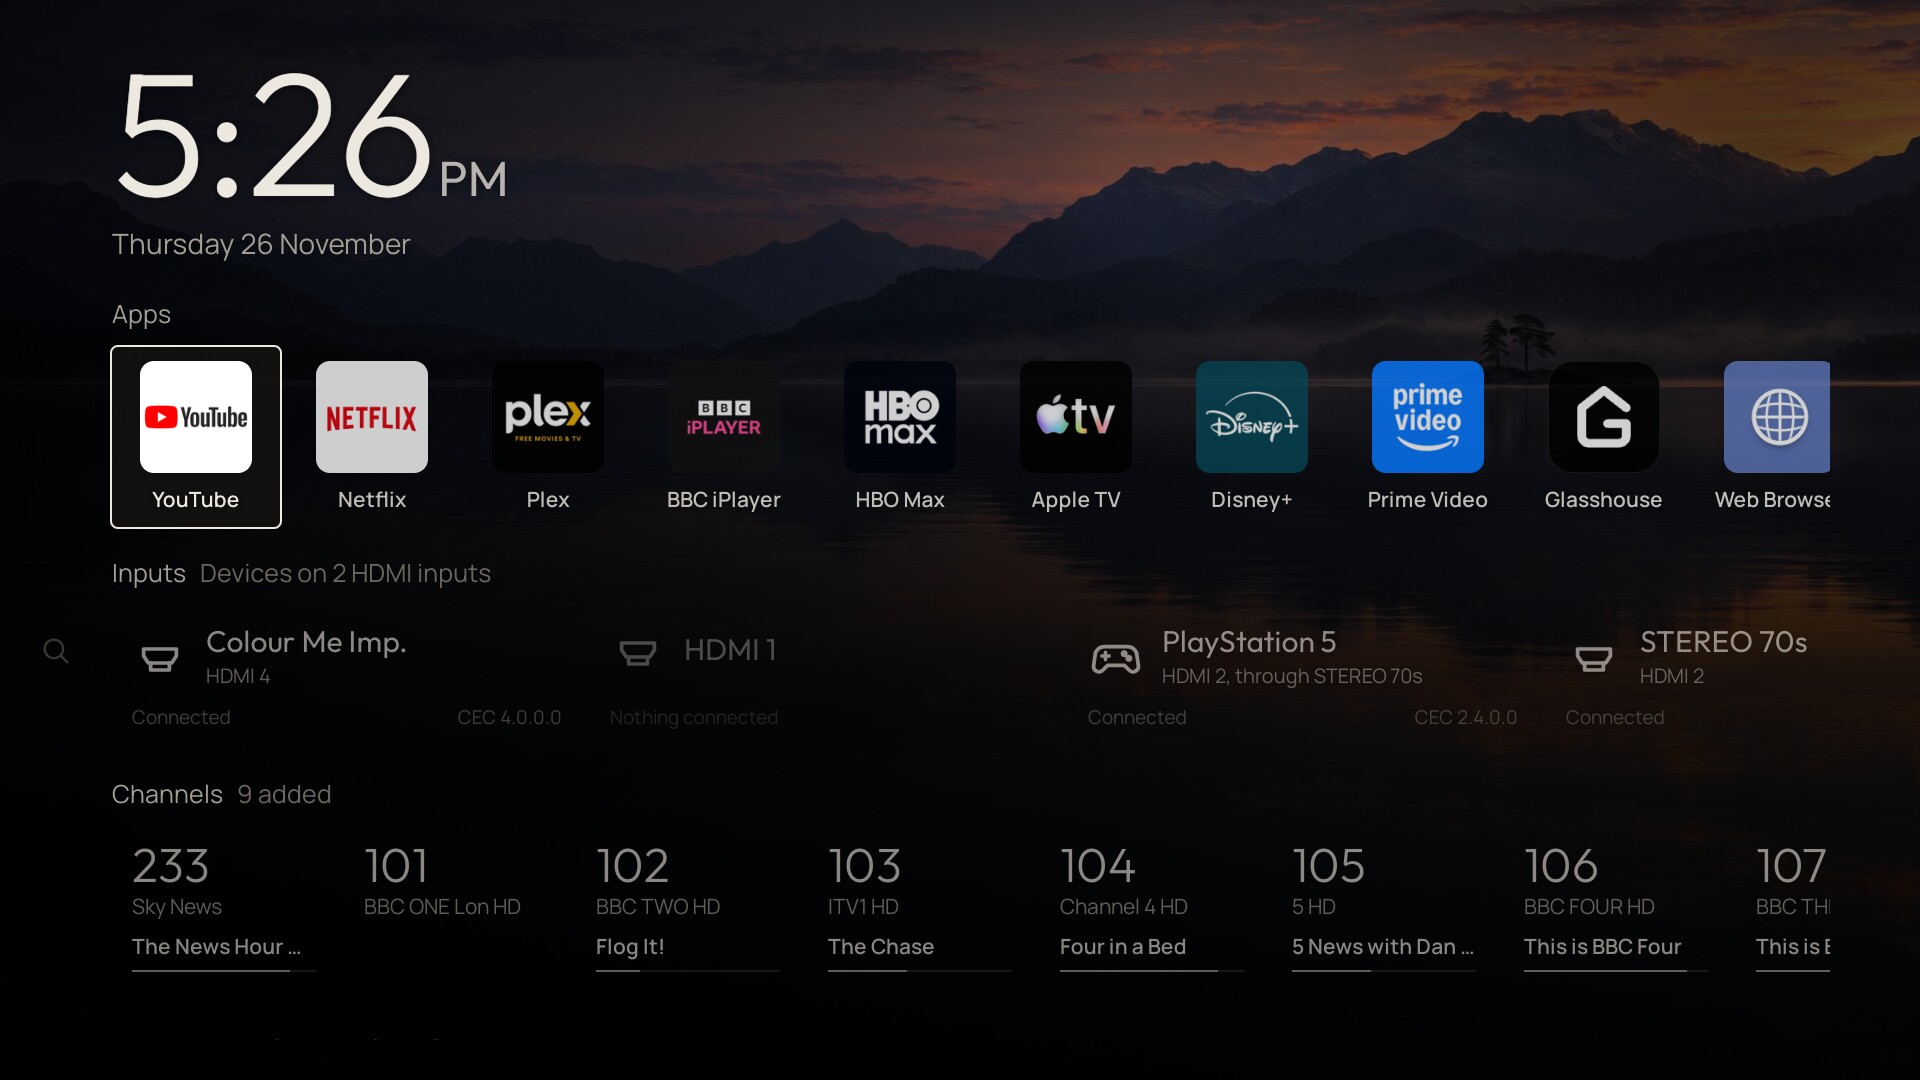 5:26 PM
Thursday 26 November
Apps
YouTube
NETFLIX
plex
FREE MOVIES & TV
BBC
iPLAYER
HBO
max
tv
Disney+
prime
video
YouTube
Netflix
Plex
BBC iPlayer
HBO Max
Apple TV
Disney+
Prime Video
Glasshouse
Web Browse
Inputs Devices on 2 HDMI inputs
Colour Me Imp.
HDMI 4
Connected
CEC 4.0.0.0
HDMI 1
Nothing connected
PlayStation 5
HDMI 2, through STEREO 70s
Connected
CEC 2.4.0.0
STEREO 70s
HDMI 2
Connected
Channels 9 added
233
Sky News
The News Hour ...
101
BBC ONE Lon HD
102
BBC TWO HD
Flog It!
103
ITV1 HD
The Chase
104
Channel 4 HD
Four in a Bed
105
5 HD
5 News with Dan ...
106
BBC FOUR HD
This is BBC Four
107
BBC TH
This is